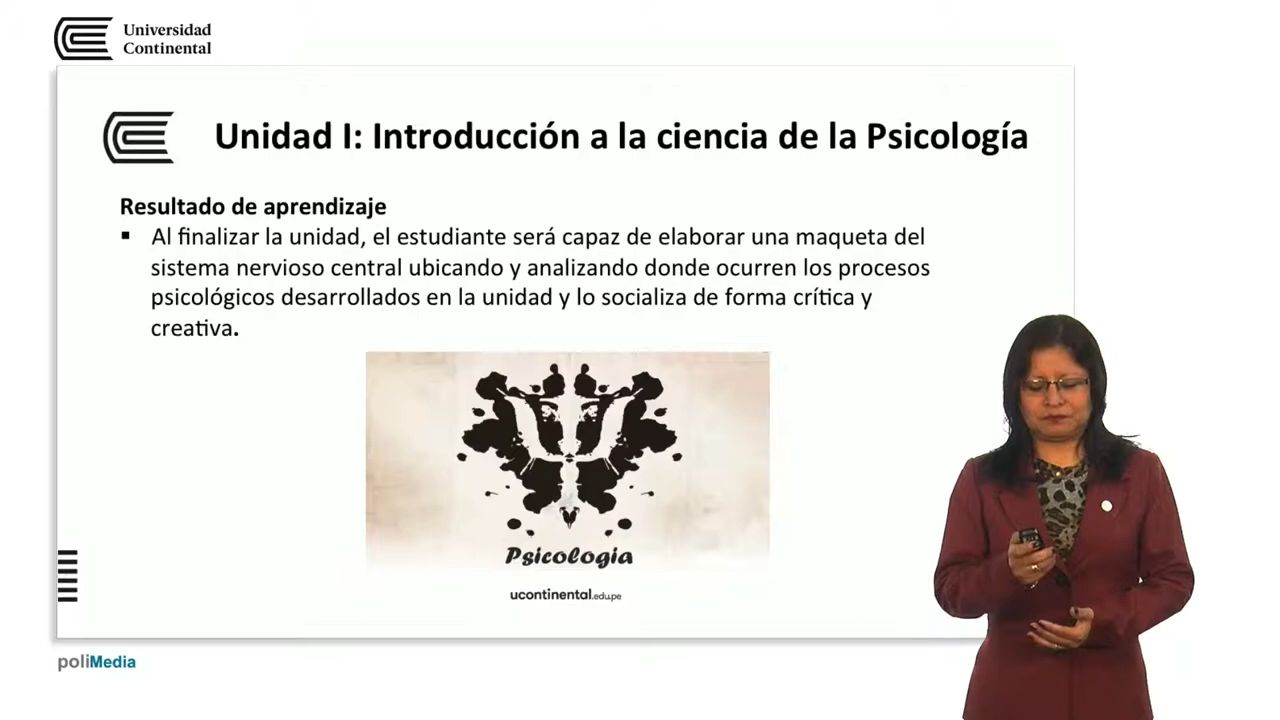 Universidad
Continental
Unidad I: Introducción a la ciencia de la Psicología
Resultado de aprendizaje
▪ Al finalizar la unidad, el estudiante será capaz de elaborar una maqueta del
sistema nervioso central ubicando y analizando donde ocurren los procesos
psicológicos desarrollados en la unidad y lo socializa de forma crítica y
creativa.
Psicologia
ucontinental.edu.pe
poliMedia